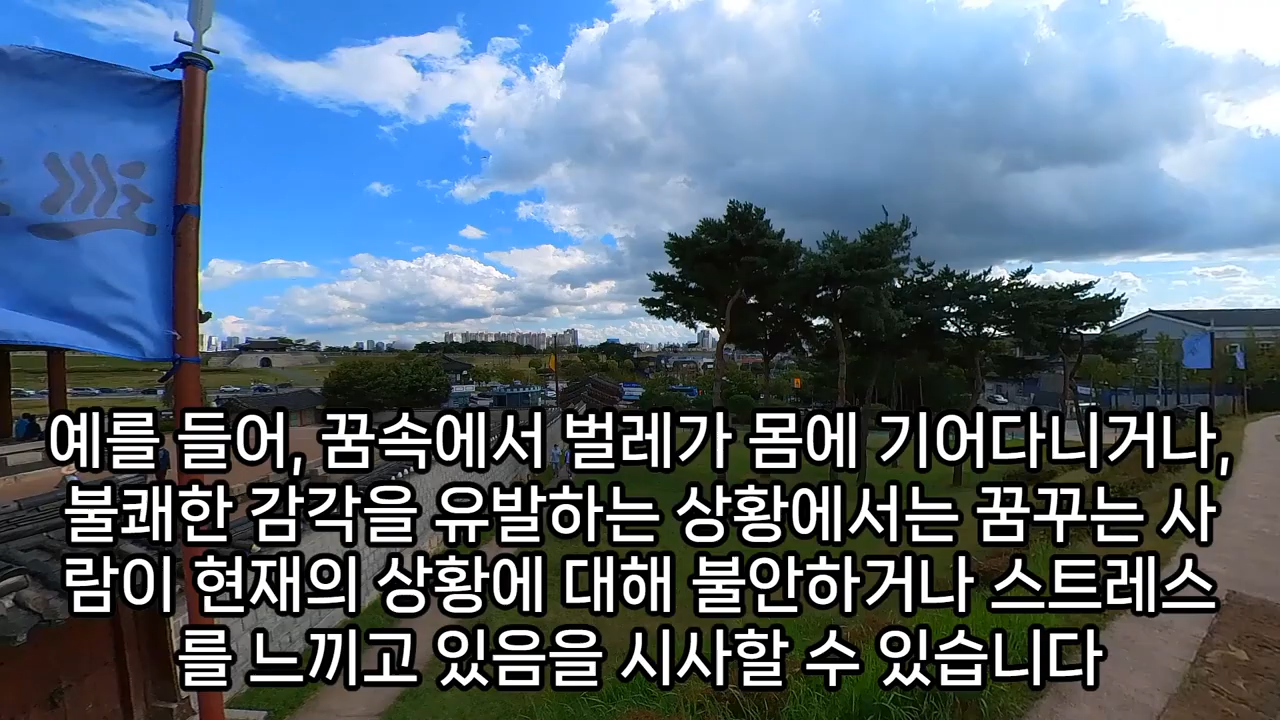 예를 들어, 꿈속에서 벌레가 몸에 기어다니거나,
불쾌한 감각을 유발하는 상황에서는 꿈꾸는 사
람이 현재의 상황에 대해 불안하거나 스트레스
를 느끼고 있음을 시사할 수 있습니다